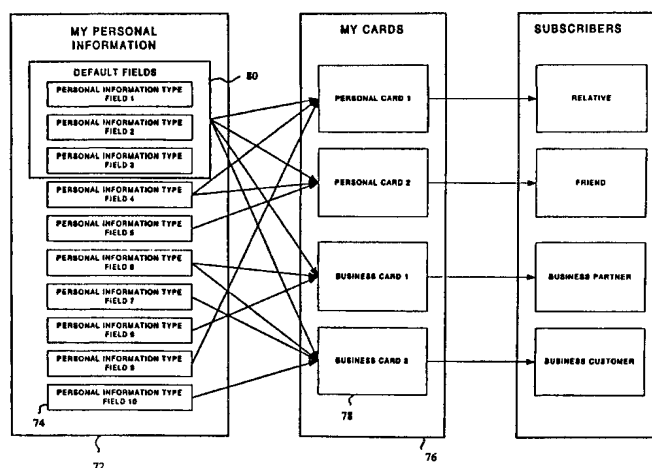 MY PERSONAL
INFORMATION
DEFAULT FIELDS
80
PERSONAL INFORMATION TYPE
FIELD 1
PERSONAL INFORMATION TYPE
FIELD 2
PERSONAL INFORMATION TYPE
FIELD 3
PERSONAL INFORMATION TYPE
FIELD 4
PERSONAL INFORMATION TYPE
FIELD 5
PERSONAL INFORMATION TYPE
FIELD 6
PERSONAL INFORMATION TYPE
FIELD 7
PERSONAL INFORMATION TYPE
FIELD 8
PERSONAL INFORMATION TYPE
FIELD 9
PERSONAL INFORMATION TYPE
FIELD 10
74
72
MY CARDS
PERSONAL CARD 1
PERSONAL CARD 2
BUSINESS CARD 1
BUSINESS CARD 2
78
76
SUBSCRIBERS
RELATIVE
FRIEND
BUSINESS PARTNER
BUSINESS CUSTOMER